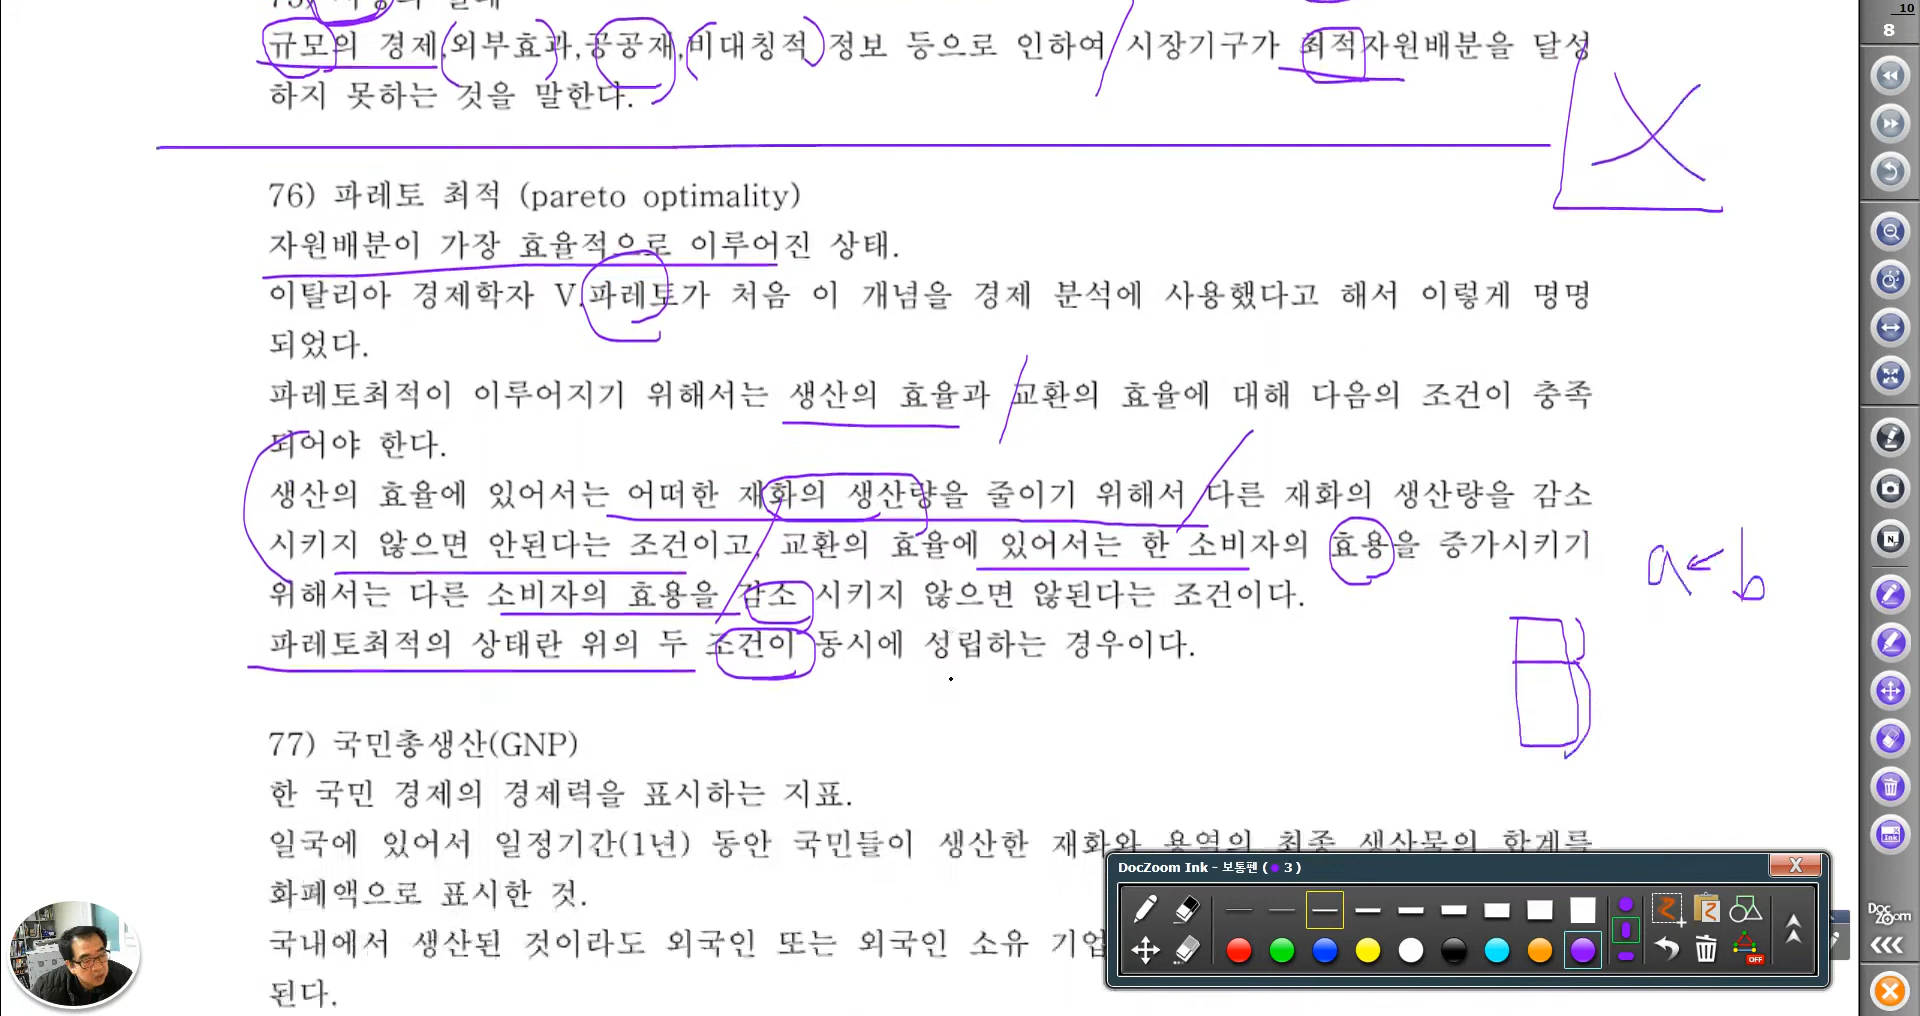 규모의 경제,외부효과,공공재,비대칭적 정보 등으로 인하여 시장기구가 최적자원배분을 달성
하지 못하는 것을 말한다.
76) 파레토 최적 (pareto optimality)
자원배분이 가장 효율적으로 이루어진 상태.
이탈리아 경제학자 V.파레토가 처음 이 개념을 경제 분석에 사용했다고 해서 이렇게 명명
되었다.
파레토최적이 이루어지기 위해서는 생산의 효율과 교환의 효율에 대해 다음의 조건이 충족
되어야 한다.
생산의 효율에 있어서는 어떠한 재화의 생산량을 줄이기 위해서 다른 재화의 생산량을 감소
시키지 않으면 안된다는 조건이고, 교환의 효율에 있어서는 한 소비자의 효용을 증가시키기
위해서는 다른 소비자의 효용을 감소 시키지 않으면 않된다는 조건이다.
파레토최적의 상태란 위의 두 조건이 동시에 성립하는 경우이다.
a ← b
77) 국민총생산(GNP)
한 국민 경제의 경제력을 표시하는 지표.
일국에 있어서 일정기간(1년) 동안 국민들이 생산한 재화와 용역의 최종 생산물의 합계를
화폐액으로 표시한 것.
국내에서 생산된 것이라도 외국인 또는 외국인 소유 기업
된다.
DocZoom Ink - 보통펜 ( 3 )
X
OFF
10
8
N
Ink
Doc
Zoom